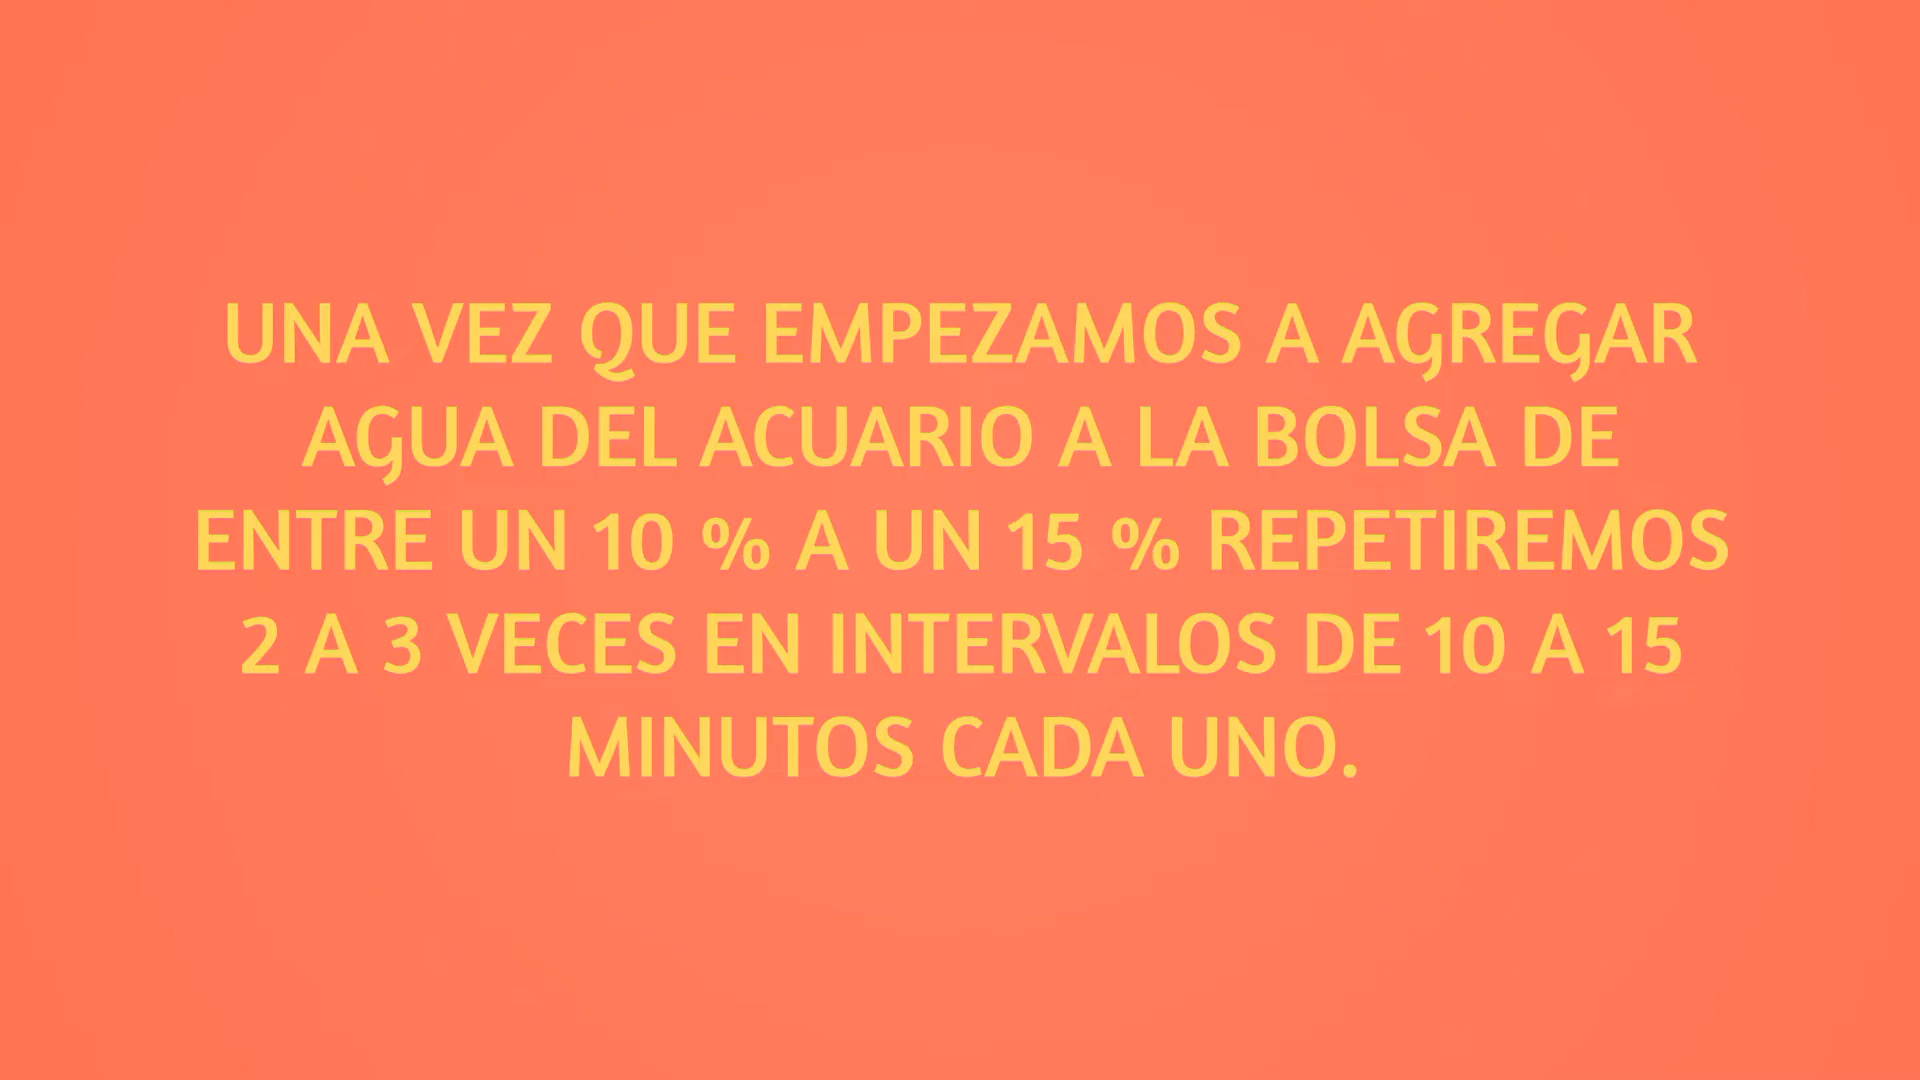 UNA VEZ QUE EMPEZAMOS A AGREGAR
AGUA DEL ACUARIO A LA BOLSA DE
ENTRE UN 10 % A UN 15 % REPETIREMOS
2 A 3 VECES EN INTERVALOS DE 10 A 15
MINUTOS CADA UNO.